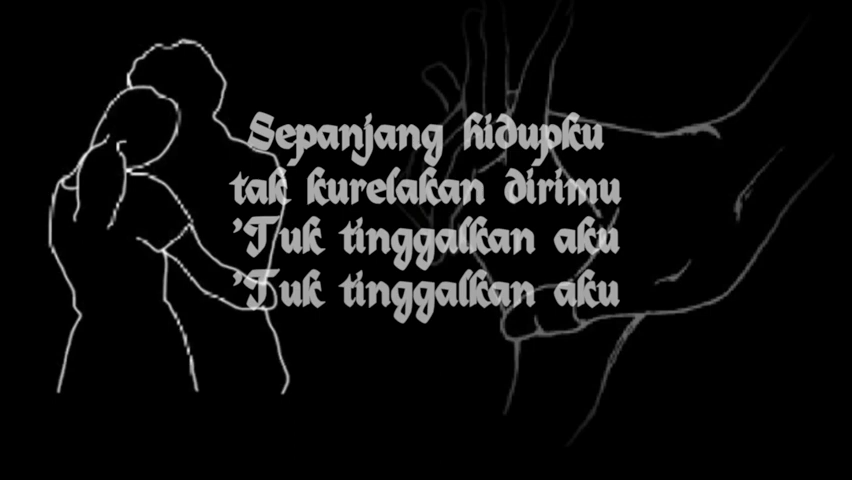 Sepanjang hidupku
tak kurelakan dirimu
'Tuk tinggalkan aku
'Tuk tinggalkan aku